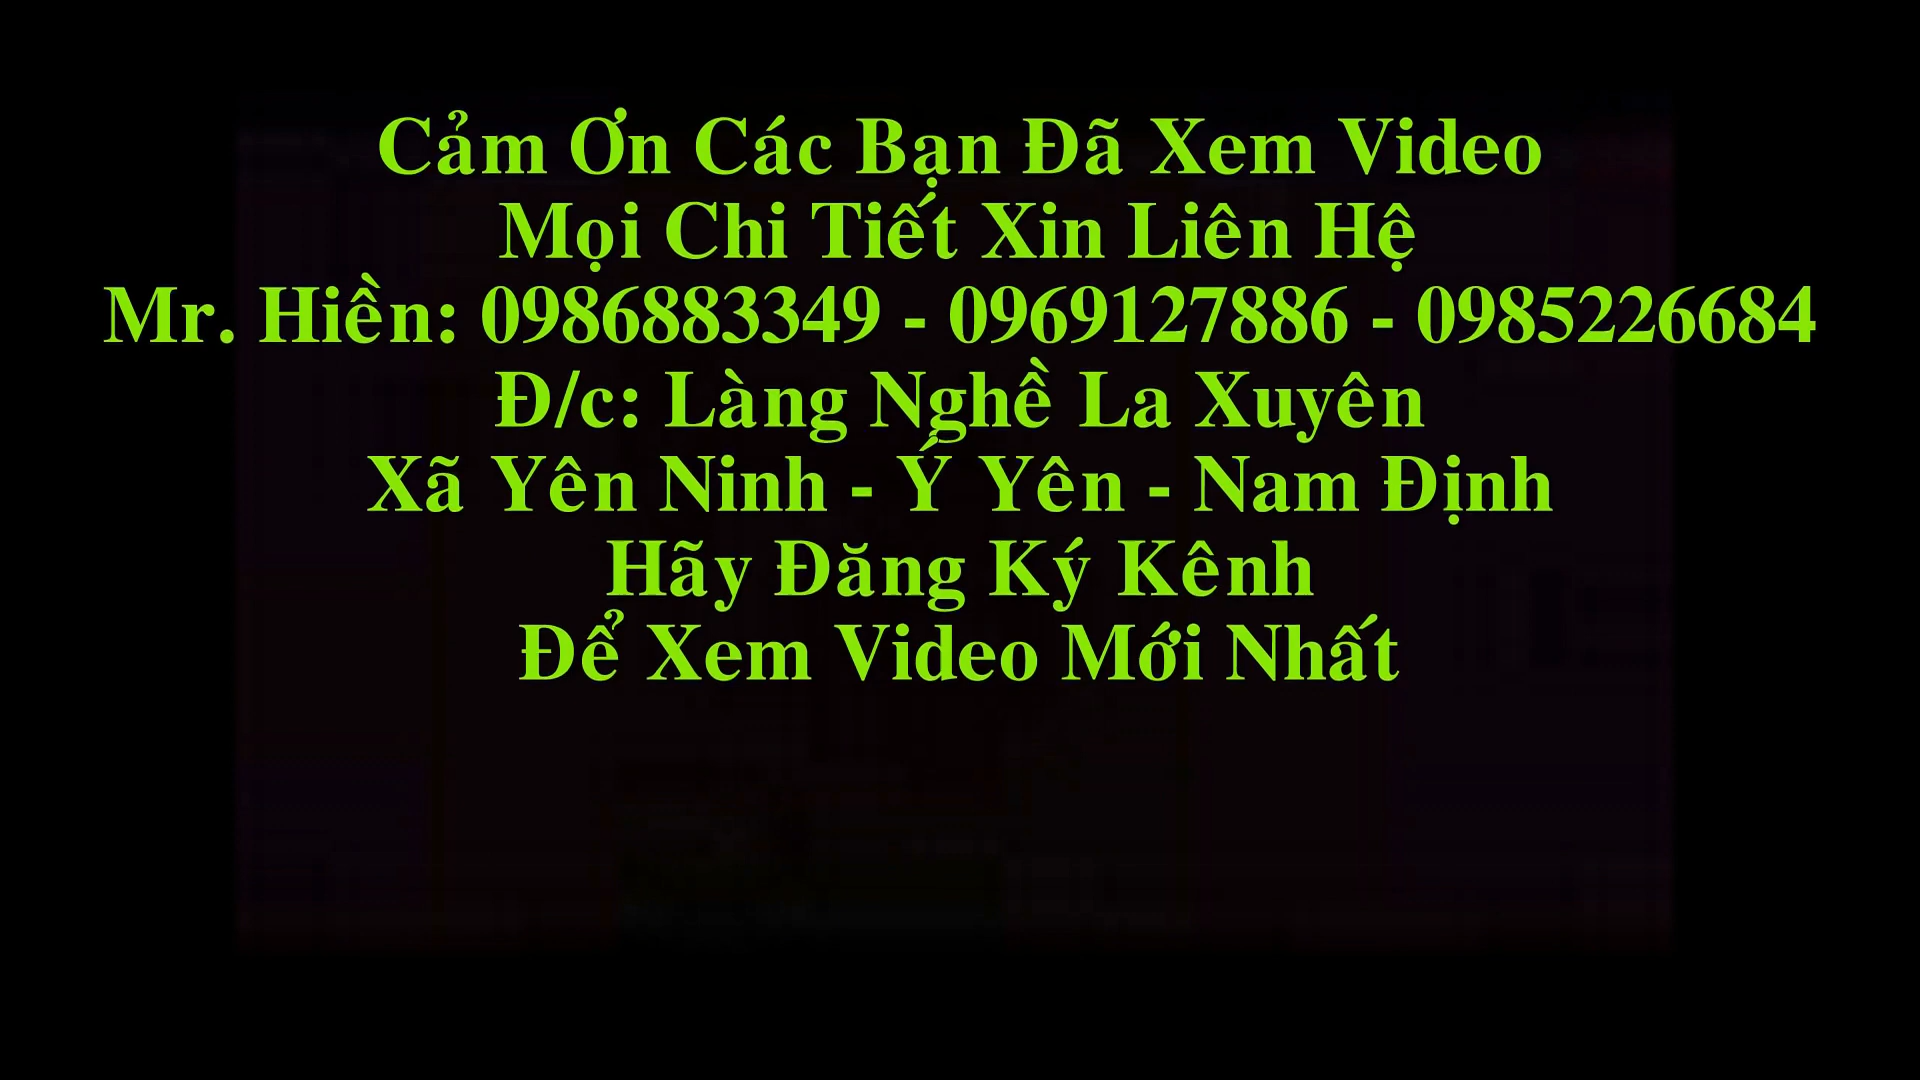 Cảm Ơn Các Bạn Đã Xem Video
Mọi Chi Tiết Xin Liên Hệ
Mr. Hiền: 0986883349 - 0969127886 - 0985226684
Đ/c: Làng Nghề La Xuyên
Xã Yên Ninh - Ý Yên - Nam Định
Hãy Đăng Ký Kênh
Để Xem Video Mới Nhất